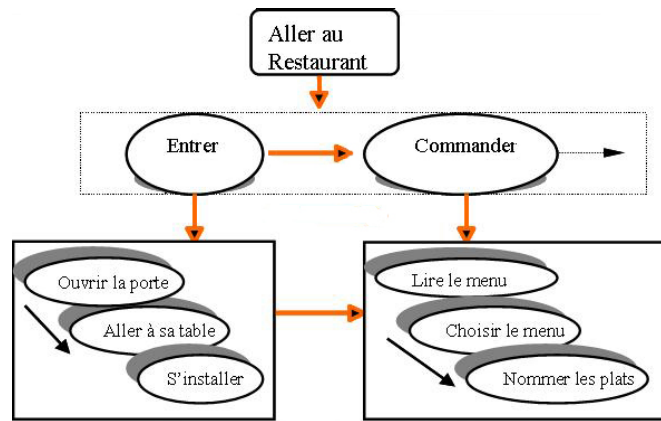 Aller au
Restaurant
Entrer
Commander
Ouvrir la porte
Aller à sa table
S'installer
Lire le menu
Choisir le menu
Nommer les plats